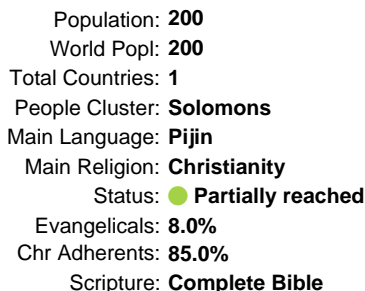 Population: 200
World Popl: 200
Total Countries: 1
People Cluster: Solomons
Main Language: Pijin
Main Religion: Christianity
Status: Partially reached
Evangelicals: 8.0%
Chr Adherents: 85.0%
Scripture: Complete Bible